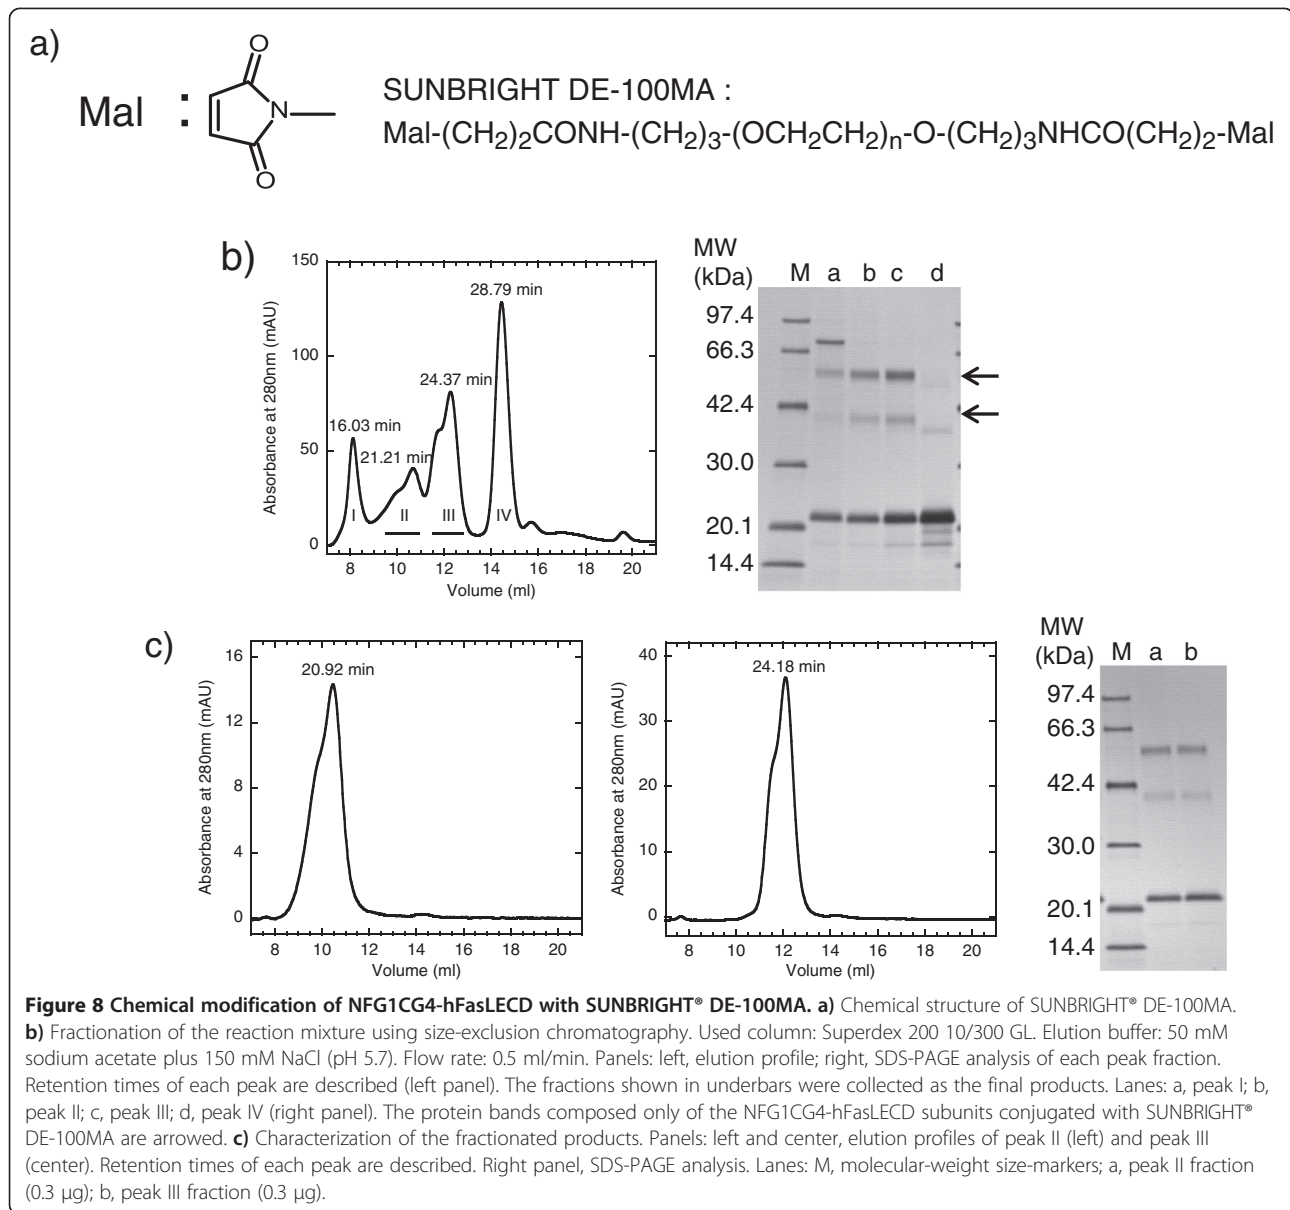 a)
Mal :
O
N
O
SUNBRIGHT DE-100MA :
Mal-(CH2)2CONH-(CH2)3-(OCH2CH2)n-O-(CH2)3NHCO(CH2)2-Mal
b)
150
100
50
0
Absorbance at 280nm (mAU)
28.79 min
24.37 min
16.03 min
21.21 min
I II III IV
8 10 12 14 16 18 20
Volume (ml)
MW
(kDa)
M a b c d
97.4
66.3
42.4
30.0
20.1
14.4
c)
16
12
8
4
0
Absorbance at 280nm (mAU)
20.92 min
8 10 12 14 16 18 20
Volume (ml)
40
30
20
10
0
Absorbance at 280nm (mAU)
24.18 min
8 10 12 14 16 18 20
Volume (ml)
MW
(kDa)
M a b
97.4
66.3
42.4
30.0
20.1
14.4
Figure 8 Chemical modification of NFG1CG4-hFasLECD with SUNBRIGHT® DE-100MA. a) Chemical structure of SUNBRIGHT® DE-100MA.
b) Fractionation of the reaction mixture using size-exclusion chromatography. Used column: Superdex 200 10/300 GL. Elution buffer: 50 mM
sodium acetate plus 150 mM NaCl (pH 5.7). Flow rate: 0.5 ml/min. Panels: left, elution profile; right, SDS-PAGE analysis of each peak fraction.
Retention times of each peak are described (left panel). The fractions shown in underbars were collected as the final products. Lanes: a, peak I; b,
peak II; c, peak III; d, peak IV (right panel). The protein bands composed only of the NFG1CG4-hFasLECD subunits conjugated with SUNBRIGHT®
DE-100MA are arrowed. c) Characterization of the fractionated products. Panels: left and center, elution profiles of peak II (left) and peak III
(center). Retention times of each peak are described. Right panel, SDS-PAGE analysis. Lanes: M, molecular-weight size-markers; a, peak II fraction
(0.3 μg); b, peak III fraction (0.3 μg).